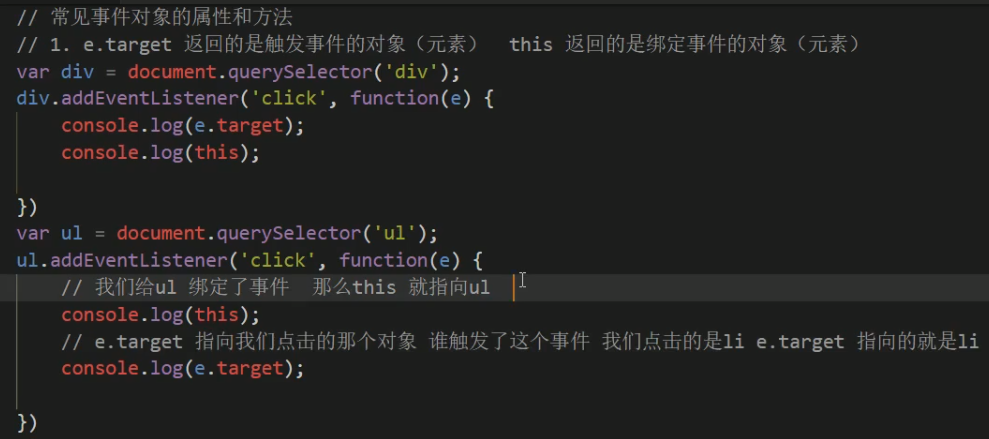 // 常见事件对象的属性和方法
// 1. e.target 返回的是触发事件的对象（元素）  this 返回的是绑定事件的对象（元素）
var div = document.querySelector('div');
div.addEventListener('click', function(e) {
    console.log(e.target);
    console.log(this);
})
var ul = document.querySelector('ul');
ul.addEventListener('click', function(e) {
    // 我们给ul 绑定了事件  那么this 就指向ul
    console.log(this);
    // e.target 指向我们点击的那个对象 谁触发了这个事件 我们点击的是li e.target 指向的就是li
    console.log(e.target);
})